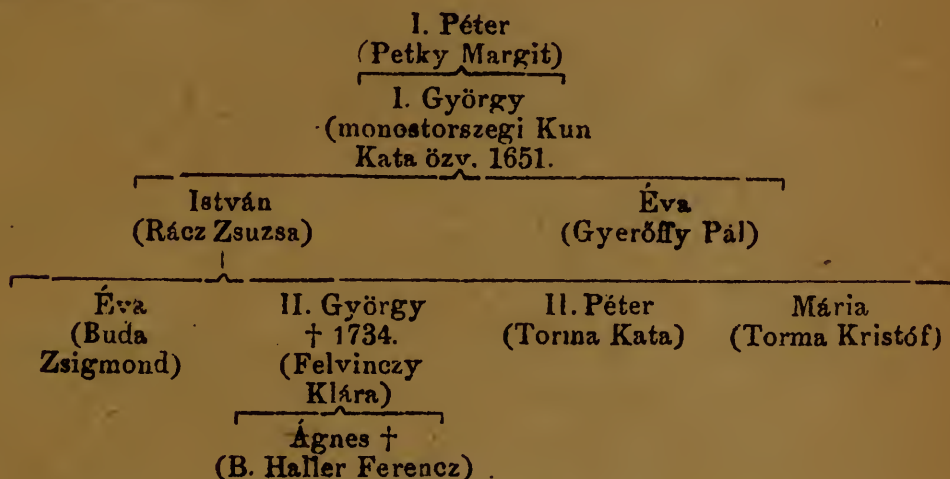 I. Péter
(Petky Margit)
I. György
(monostorszegi Kun
Kata özv. 1651.
István Éva
(Rácz Zsuzsa) (Gyerőffy Pál)
Éva II. György II. Péter Mária
(Buda † 1734. (Torma Kata) (Torma Kristóf)
Zsigmond) (Felvinczy
Klára)
Ágnes †
(B. Haller Ferencz)